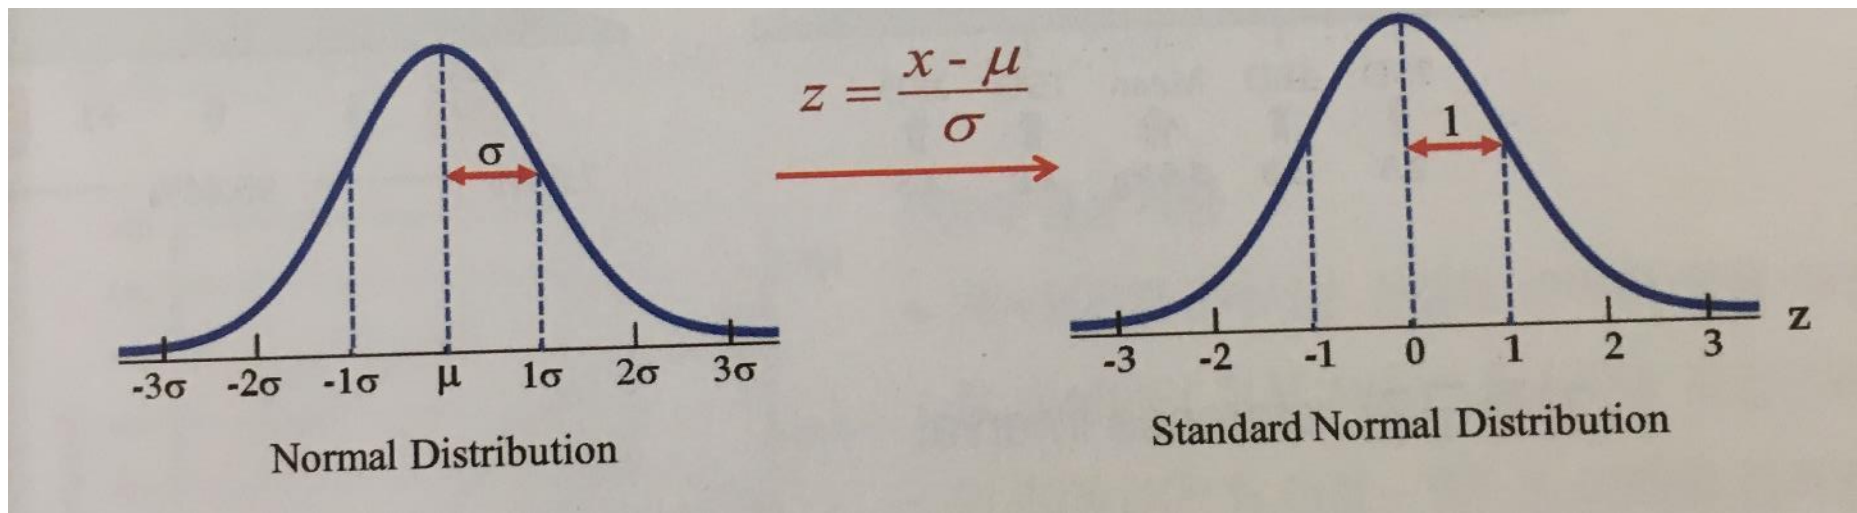 σ
-3σ -2σ -1σ μ 1σ 2σ 3σ
Normal Distribution
z = x - μ / σ
1
-3 -2 -1 0 1 2 3 z
Standard Normal Distribution